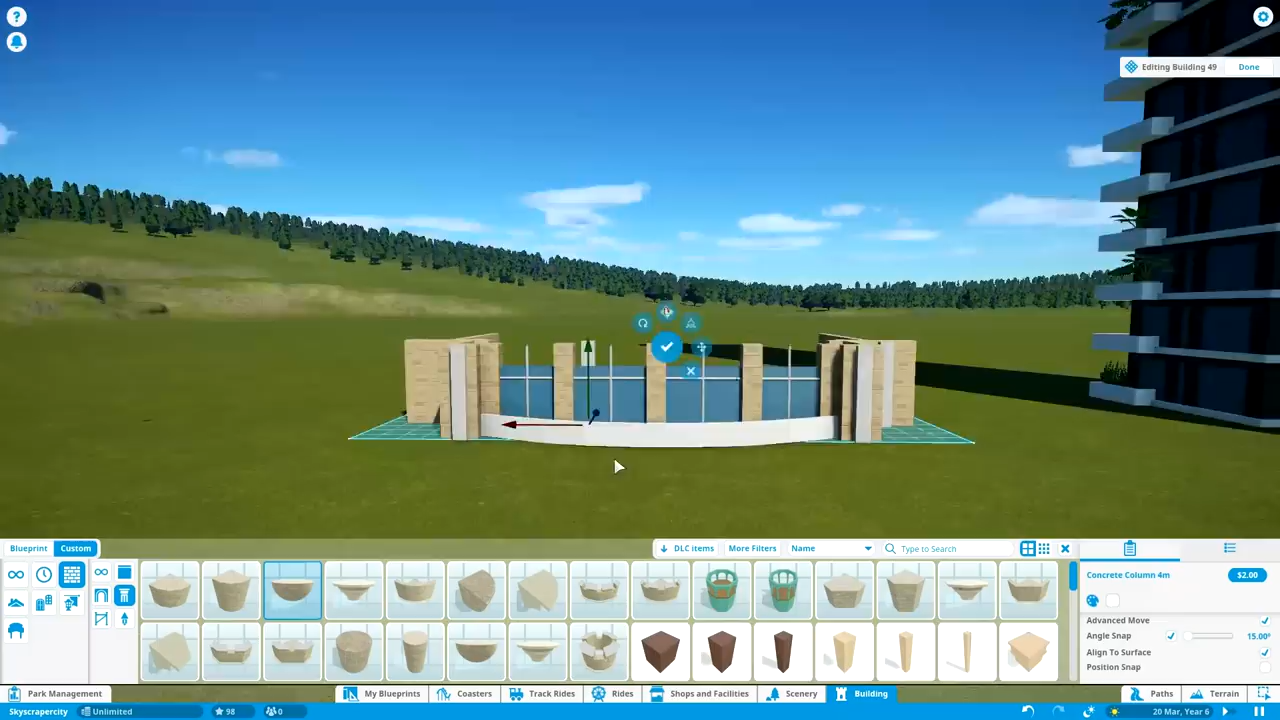 ?
Editing Building 49 Done
Blueprint Custom
DLC items More Filters Name Type to Search
Concrete Column 4m $2.00
Advanced Move
Angle Snap 15.00°
Align To Surface
Position Snap
Park Management My Blueprints Coasters Track Rides Rides Shops and Facilities Scenery Building Paths Terrain
Skyscrapercity Unlimited 98 0 20 Mar, Year 6